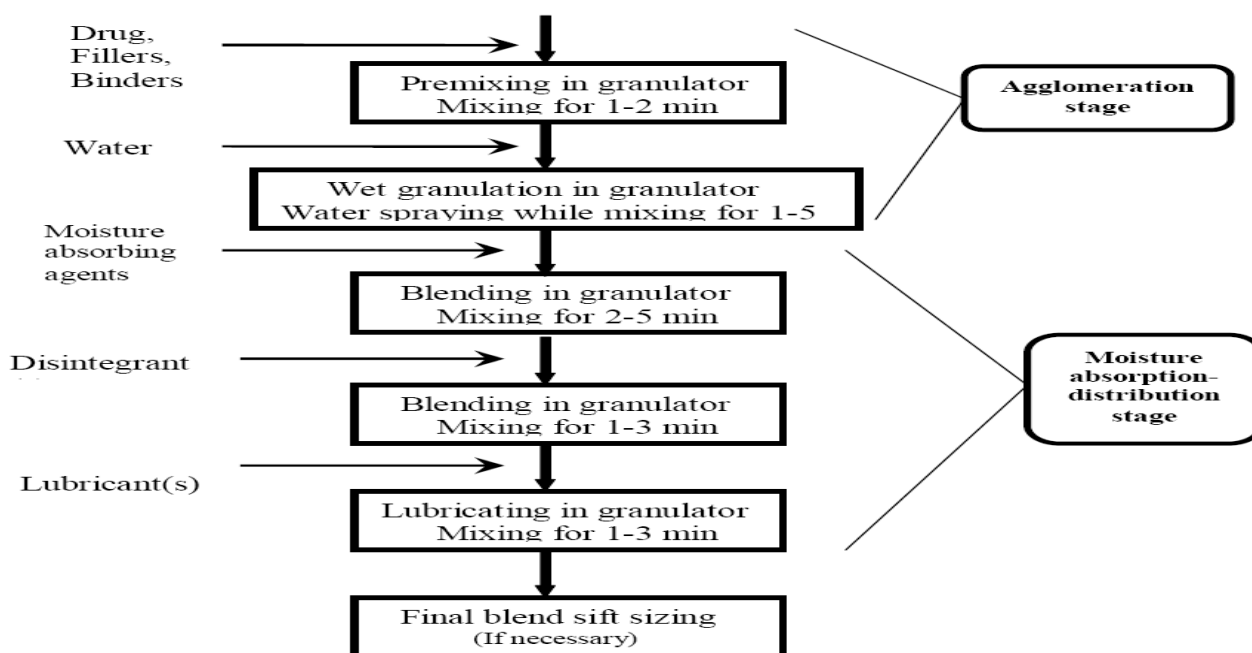 Drug,
Fillers,
Binders
Premixing in granulator
Mixing for 1-2 min
Agglomeration
stage
Water
Wet granulation in granulator
Water spraying while mixing for 1-5
Moisture
absorbing
agents
Blending in granulator
Mixing for 2-5 min
Disintegrant
Blending in granulator
Mixing for 1-3 min
Moisture
absorption-
distribution
stage
Lubricant(s)
Lubricating in granulator
Mixing for 1-3 min
Final blend sift sizing
(If necessary)